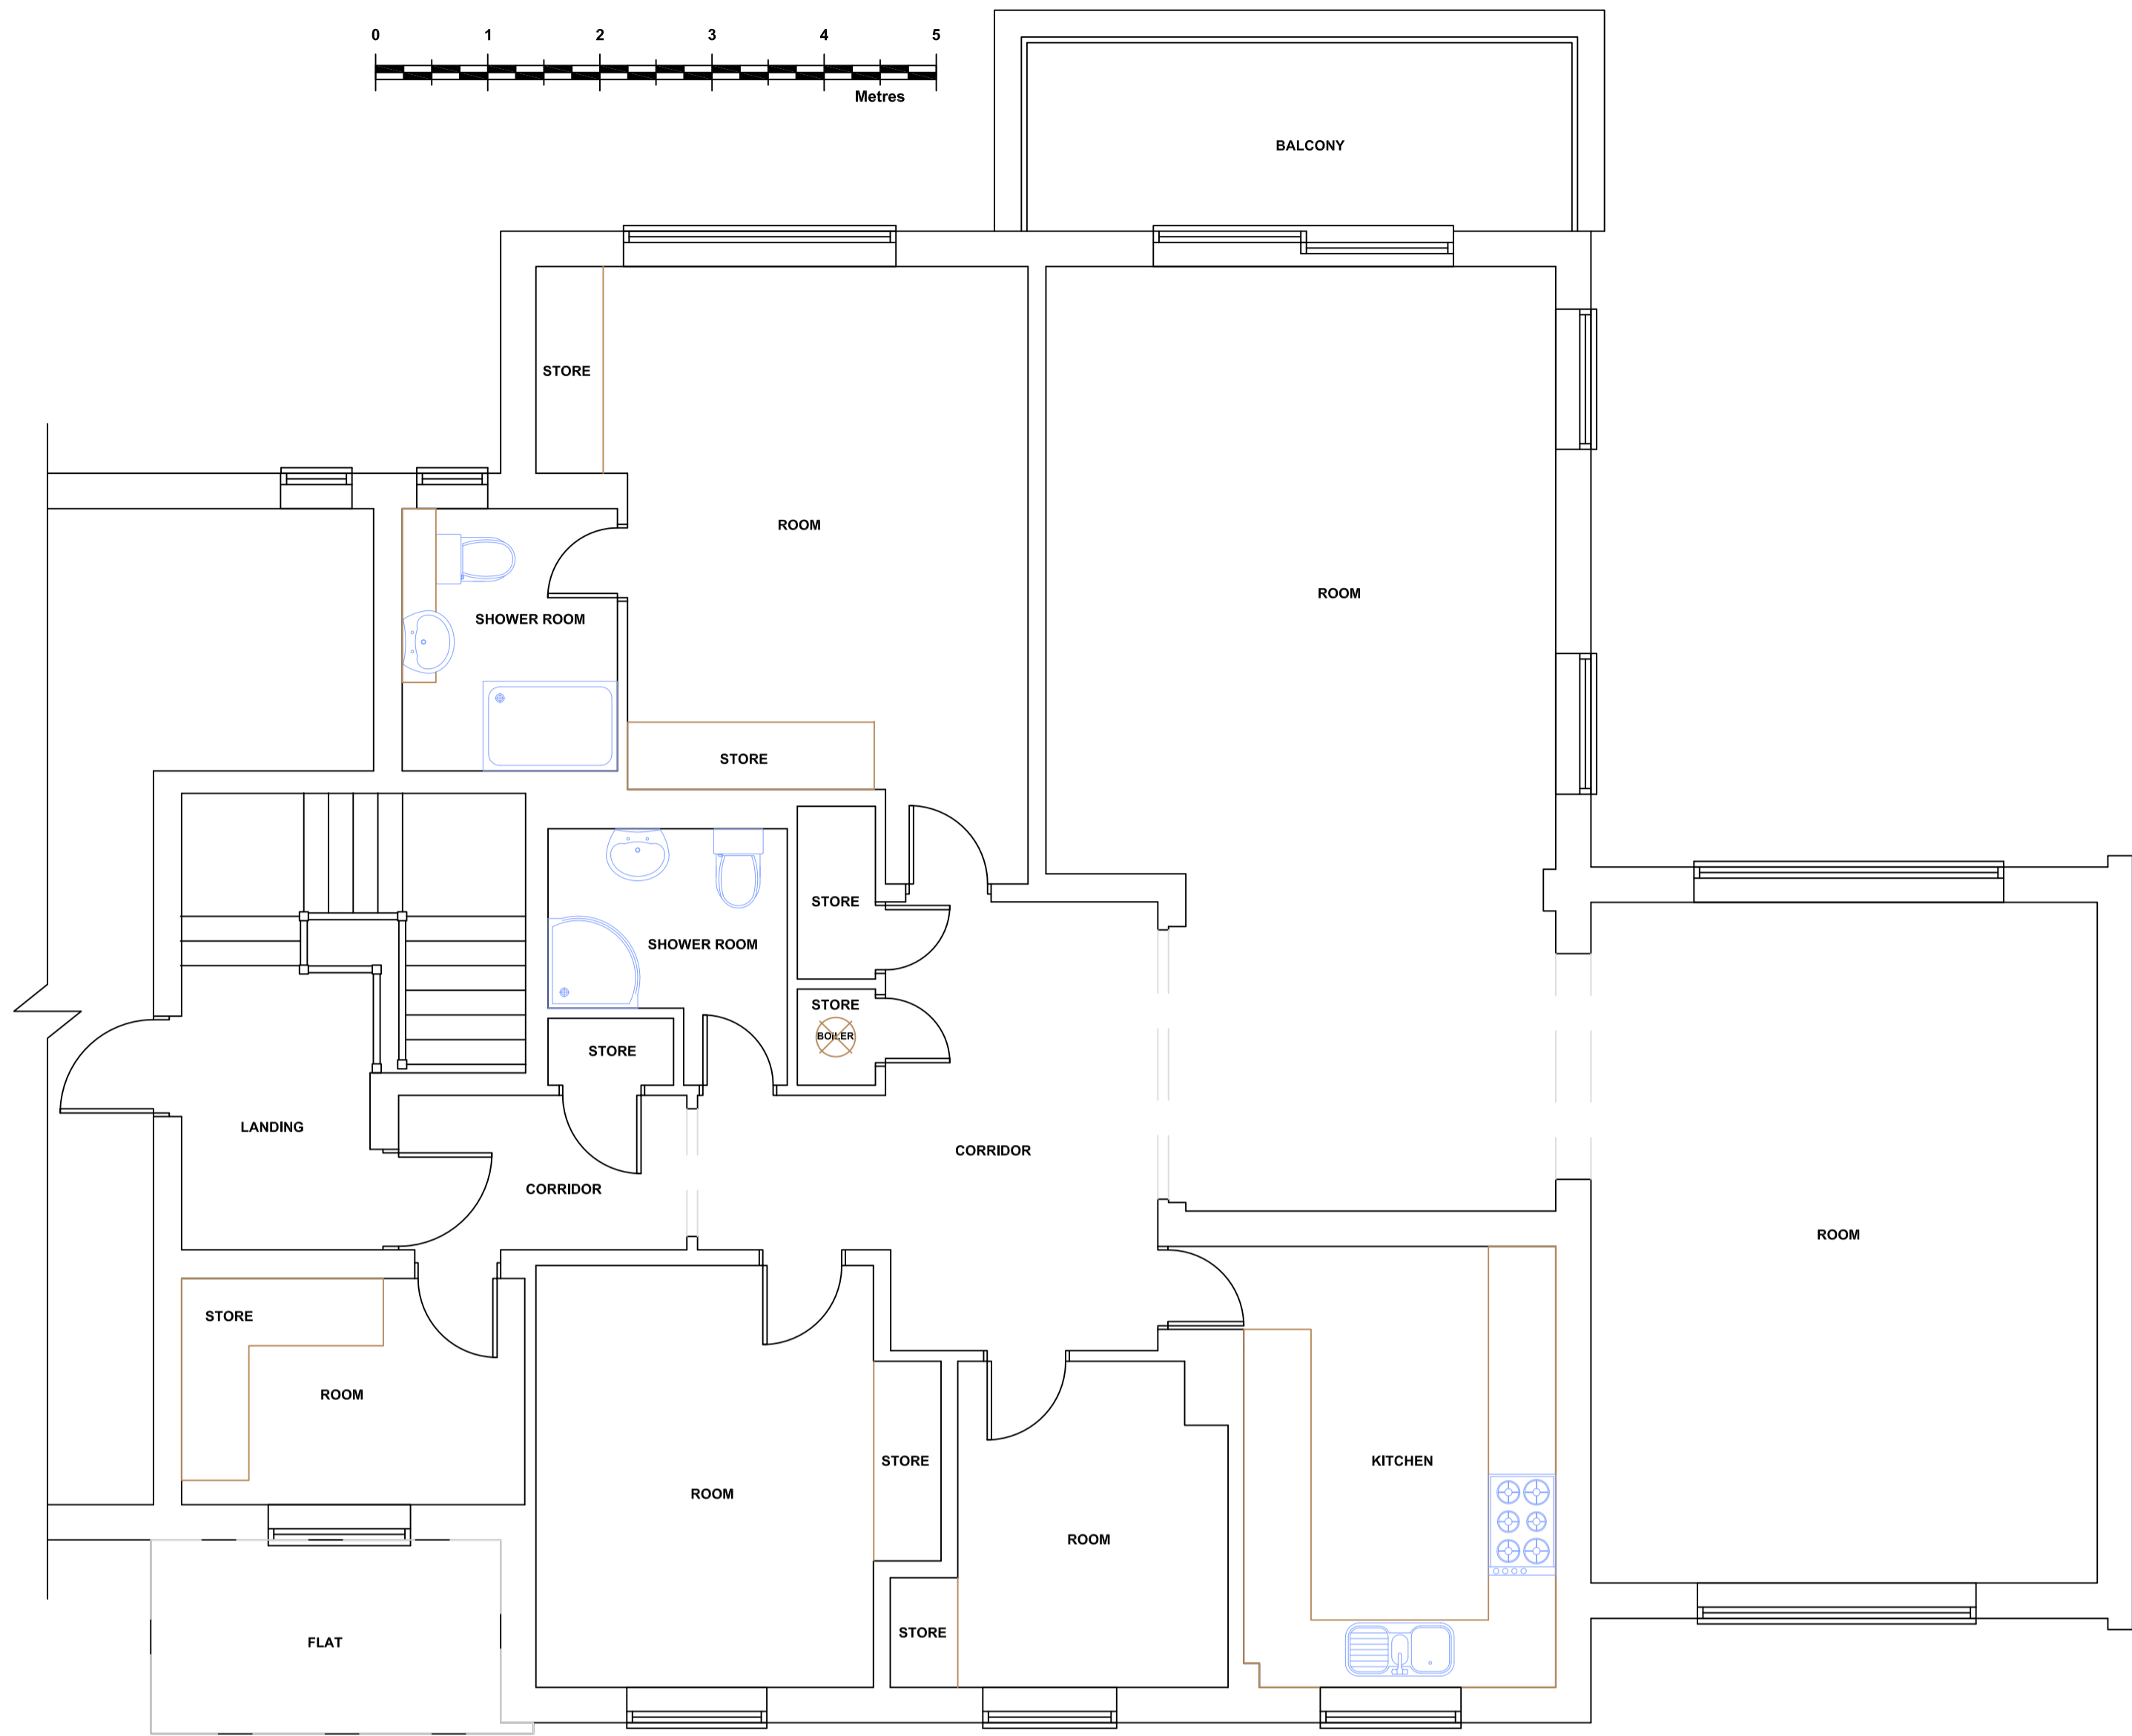 0 1 2 3 4 5
Metres
BALCONY
STORE
ROOM
ROOM
SHOWER ROOM
STORE
STORE
SHOWER ROOM
STORE
BOILER
STORE
LANDING
CORRIDOR
CORRIDOR
ROOM
STORE
ROOM
STORE
KITCHEN
ROOM
ROOM
STORE
FLAT